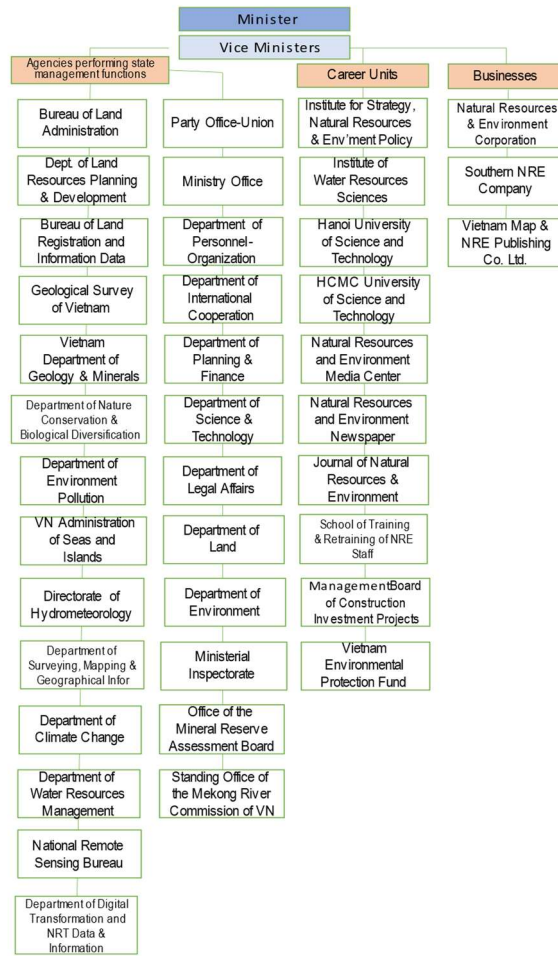 Minister
Vice Ministers
Agencies performing state
management functions
Career Units
Businesses
Bureau of Land
Administration
Dept. of Land
Resources Planning
& Development
Bureau of Land
Registration and
Information Data
Geological Survey
of Vietnam
Vietnam
Department of
Geology & Minerals
Department of Nature
Conservation &
Biological Diversification
Department of
Environment
Pollution
VN Administration
of Seas and
Islands
Directorate of
Hydrometeorology
Department of
Surveying, Mapping &
Geographical Infor
Department of
Climate Change
Department of
Water Resources
Management
National Remote
Sensing Bureau
Department of Digital
Transformation and
NRT Data &
Information
Party Office-Union
Ministry Office
Department of
Personnel-
Organization
Department of
International
Cooperation
Department of
Planning &
Finance
Department of
Science &
Technology
Department of
Legal Affairs
Department of
Land
Department of
Environment
Ministerial
Inspectorate
Office of the
Mineral Reserve
Assessment Board
Standing Office of
the Mekong River
Commission of VN
Institute for Strategy,
Natural Resources
& Env'ment Policy
Institute of
Water Resources
Sciences
Hanoi University
of Science and
Technology
HCMC University
of Science and
Technology
Natural Resources
and Environment
Media Center
Natural Resources
and Environment
Newspaper
Journal of Natural
Resources &
Environment
School of Training
& Retraining of NRE
Staff
ManagementBoard
of Construction
Investment Projects
Vietnam
Environmental
Protection Fund
Natural Resources
& Environment
Corporation
Southern NRE
Company
Vietnam Map &
NRE Publishing
Co. Ltd.